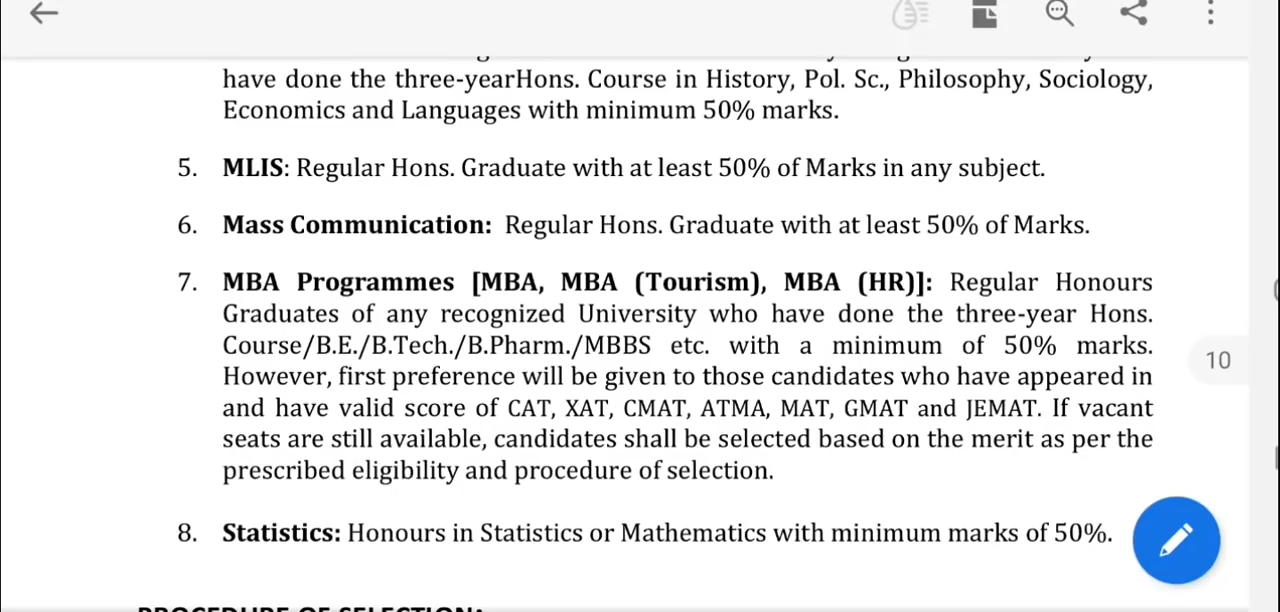 have done the three-yearHons. Course in History, Pol. Sc., Philosophy, Sociology,
Economics and Languages with minimum 50% marks.
5. MLIS: Regular Hons. Graduate with at least 50% of Marks in any subject.
6. Mass Communication: Regular Hons. Graduate with at least 50% of Marks.
7. MBA Programmes [MBA, MBA (Tourism), MBA (HR)]: Regular Honours
Graduates of any recognized University who have done the three-year Hons.
Course/B.E./B.Tech./B.Pharm./MBBS etc. with a minimum of 50% marks.
However, first preference will be given to those candidates who have appeared in
and have valid score of CAT, XAT, CMAT, ATMA, MAT, GMAT and JEMAT. If vacant
seats are still available, candidates shall be selected based on the merit as per the
prescribed eligibility and procedure of selection.
10
8. Statistics: Honours in Statistics or Mathematics with minimum marks of 50%.
PROCEDURE OF SELECTION: